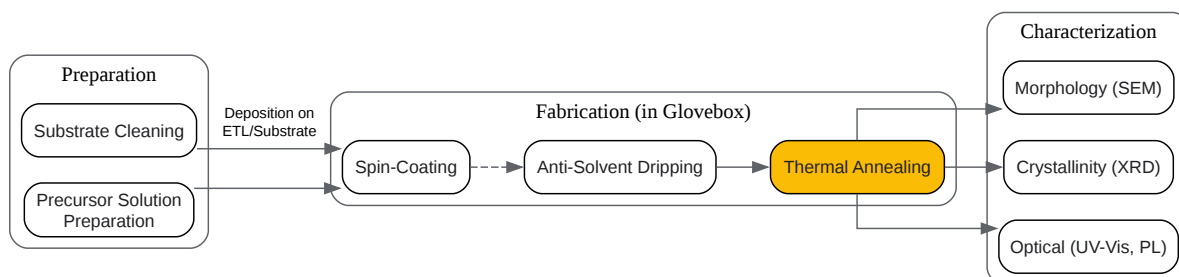 Preparation
Substrate Cleaning
Precursor Solution
Preparation
Deposition on
ETL/Substrate
Fabrication (in Glovebox)
Spin-Coating
Anti-Solvent Dripping
Thermal Annealing
Characterization
Morphology (SEM)
Crystallinity (XRD)
Optical (UV-Vis, PL)